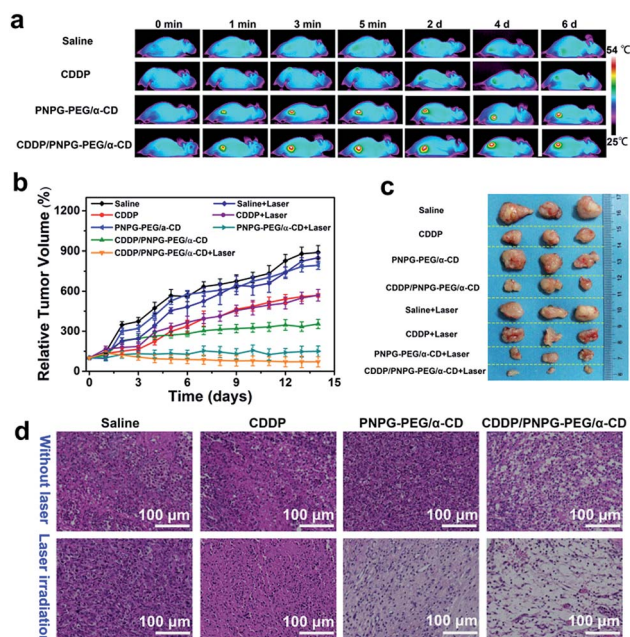 a
0 min 1 min 3 min 5 min 2 d 4 d 6 d
Saline
CDDP
PNPG-PEG/α-CD
CDDP/PNPG-PEG/α-CD
54 ℃
25℃
b
Relative Tumor Volume (%)
1200
900
600
300
0
Saline Saline+Laser
CDDP CDDP+Laser
PNPG-PEG/a-CD PNPG-PEG/α-CD+Laser
CDDP/PNPG-PEG/α-CD
CDDP/PNPG-PEG/α-CD+Laser
0 3 6 9 12 15
Time (days)
c
Saline
CDDP
PNPG-PEG/α-CD
CDDP/PNPG-PEG/α-CD
Saline+Laser
CDDP+Laser
PNPG-PEG/α-CD+Laser
CDDP/PNPG-PEG/α-CD+Laser
d
Saline CDDP PNPG-PEG/α-CD CDDP/PNPG-PEG/α-CD
Without laser
100 μm 100 μm 100 μm 100 μm
Laser irradiation
100 μm 100 μm 100 μm 100 μm